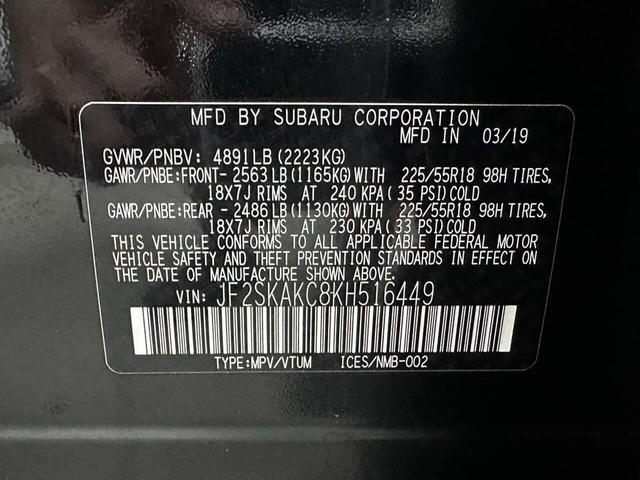 MFD BY SUBARU CORPORATION
MFD IN 03/19
GVWR/PNBV: 4891LB (2223KG)
GAWR/PNBE:FRONT- 2563 LB (1165KG) WITH 225/55R18 98H TIRES,
18X7J RIMS AT 240 KPA (35 PSI) COLD
GAWR/PNBE:REAR - 2486 LB (1130KG) WITH 225/55R18 98H TIRES,
18X7J RIMS AT 230 KPA (33 PSI) COLD
THIS VEHICLE CONFORMS TO ALL APPLICABLE FEDERAL MOTOR
VEHICLE SAFETY AND THEFT PREVENTION STANDARDS IN EFFECT
ON THE DATE OF MANUFACTURE SHOWN ABOVE.
VIN: JF2SKAKC8KH516449
TYPE:MPV/VTUM ICES/NMB-002